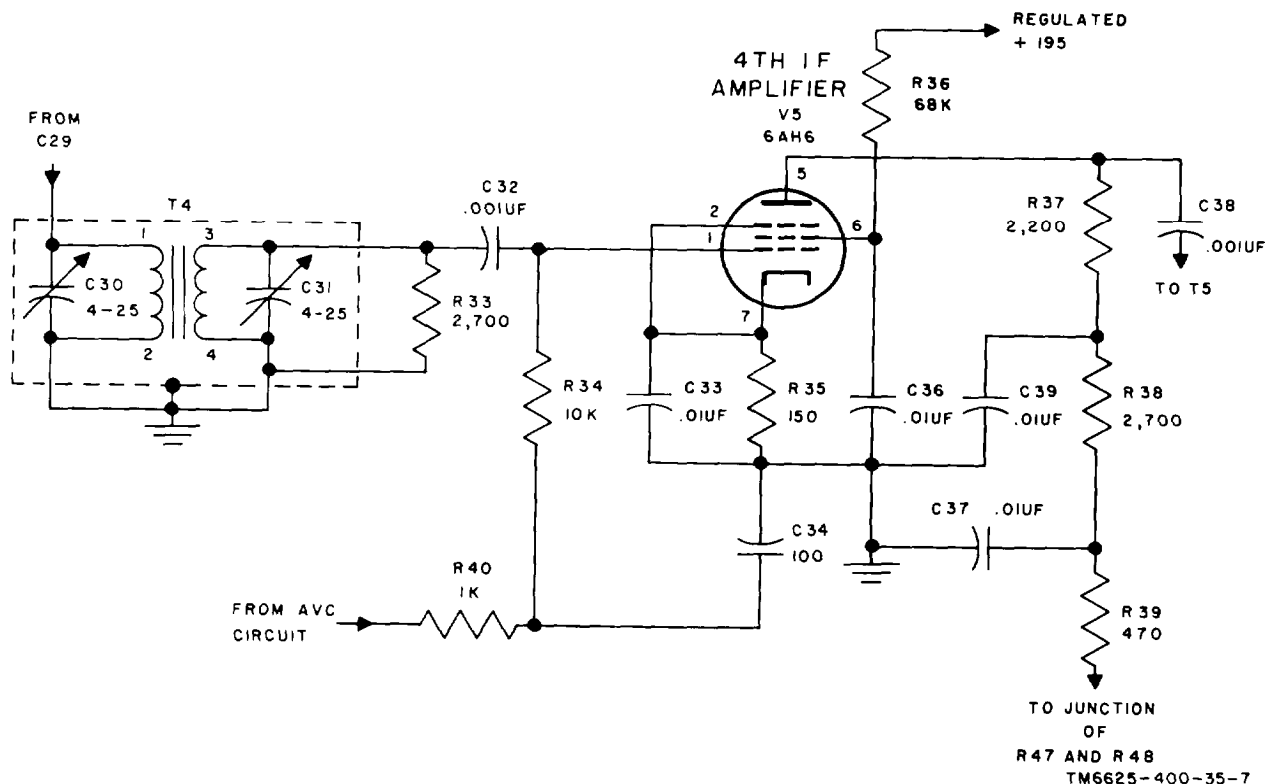 REGULATED
+ 195
4TH IF
AMPLIFIER
V5
6AH6
R36
68K
FROM
C29
T4
1
3
2
4
C30
4-25
C31
4-25
R33
2,700
C32
.001UF
2
1
5
6
7
R37
2,200
C38
.001UF
TO T5
R34
10K
C33
.01UF
R35
150
C36
.01UF
C39
.01UF
R38
2,700
C37 .01UF
C34
100
R40
1K
FROM AVC
CIRCUIT
R39
470
TO JUNCTION
OF
R47 AND R48
TM6625-400-35-7